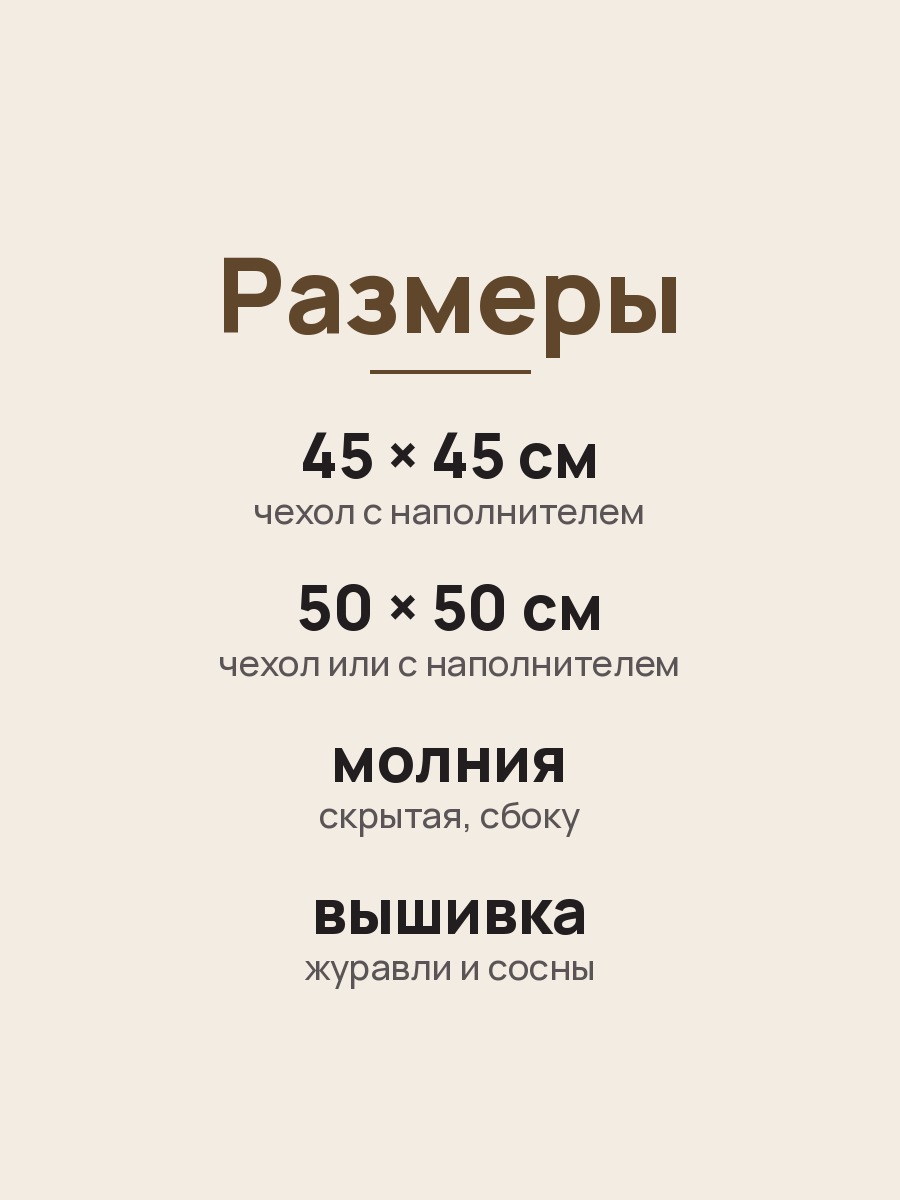 Размеры
45 × 45 см
чехол с наполнителем
50 × 50 см
чехол или с наполнителем
молния
скрытая, сбоку
вышивка
журавли и сосны